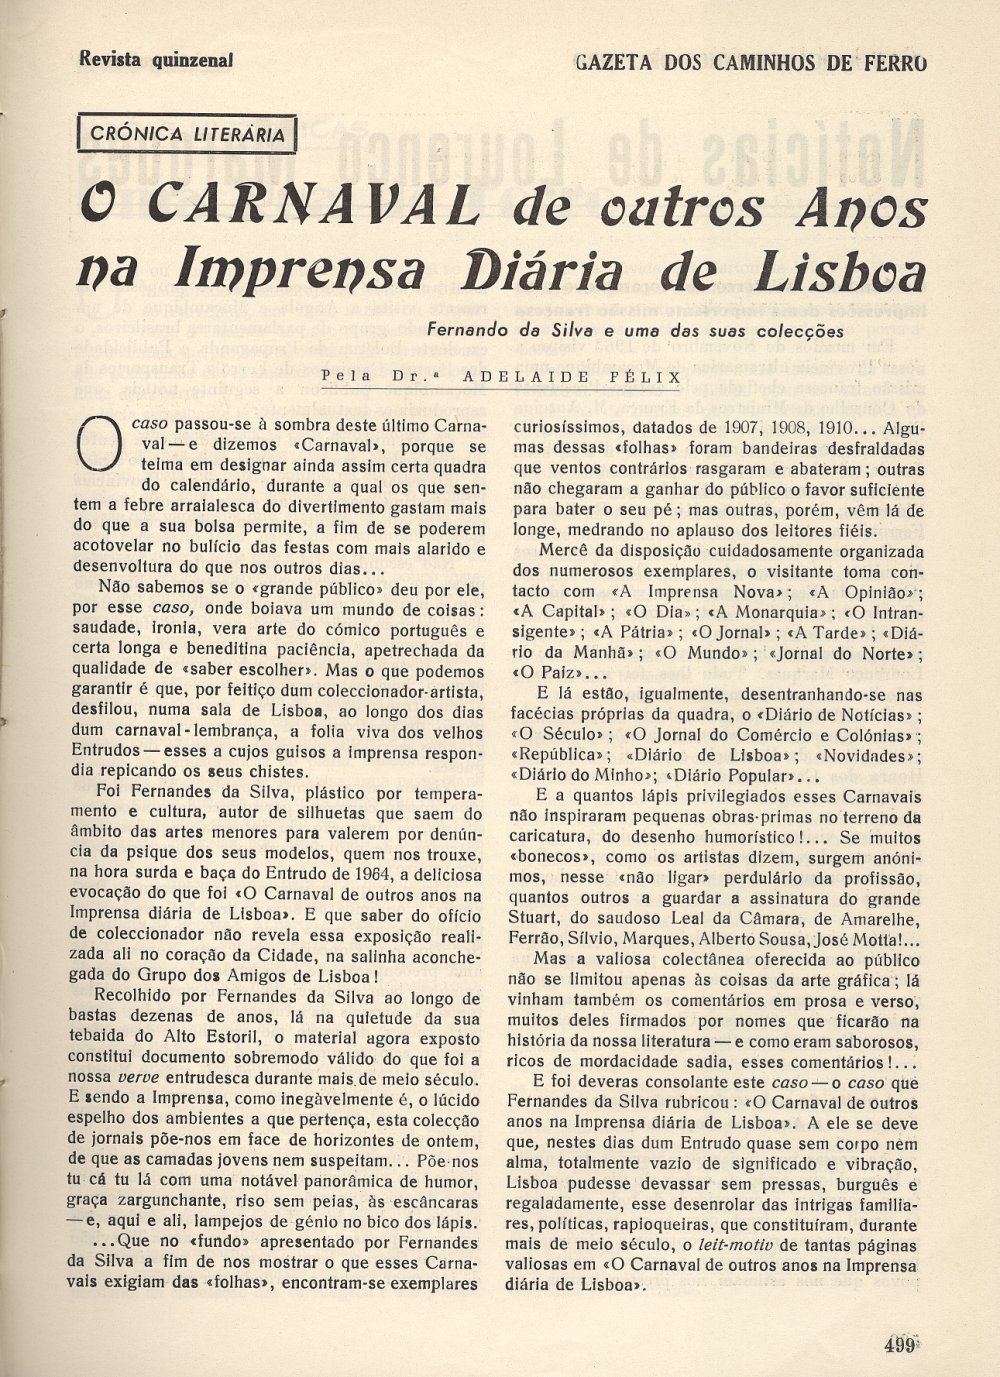 Revista quinzenal
GAZETA DOS CAMINHOS DE FERRO
CRÓNICA LITERÁRIA
O CARNAVAL de outros Anos
na Imprensa Diária de Lisboa
Fernando da Silva e uma das suas colecções
Pela Dr.ª ADELAIDE FÉLIX
O caso passou-se à sombra deste último Carna-
val — e dizemos «Carnaval», porque se
teima em designar ainda assim certa quadra
do calendário, durante a qual os que sen-
tem a febre arraialesca do divertimento gastam mais
do que a sua bolsa permite, a fim de se poderem
acotovelar no bulício das festas com mais alarido e
desenvoltura do que nos outros dias...
Não sabemos se o «grande público» deu por ele,
por esse caso, onde boiava um mundo de coisas:
saudade, ironia, vera arte do cómico português e
certa longa e beneditina paciência, apetrechada da
qualidade de «saber escolher». Mas o que podemos
garantir é que, por feitiço dum coleccionador-artista,
desfilou, numa sala de Lisboa, ao longo dos dias
dum carnaval-lembrança, a folia viva dos velhos
Entrudos — esses a cujos guisos a imprensa respon-
dia repicando os seus chistes.
Foi Fernandes da Silva, plástico por tempera-
mento e cultura, autor de silhuetas que saem do
âmbito das artes menores para valerem por denún-
cia da psique dos seus modelos, quem nos trouxe,
na hora surda e baça do Entrudo de 1964, a deliciosa
evocação do que foi «O Carnaval de outros anos na
Imprensa diária de Lisboa». E que saber do ofício
de coleccionador não revela essa exposição reali-
zada ali no coração da Cidade, na salinha aconche-
gada do Grupo dos Amigos de Lisboa!
Recolhido por Fernandes da Silva ao longo de
bastas dezenas de anos, lá na quietude da sua
tebaida do Alto Estoril, o material agora exposto
constitui documento sobremodo válido do que foi a
nossa verve entrudesca durante mais de meio século.
E sendo a Imprensa, como inegàvelmente é, o lúcido
espelho dos ambientes a que pertença, esta colecção
de jornais põe-nos em face de horizontes de ontem,
de que as camadas jovens nem suspeitam... Põe-nos
tu cá tu lá com uma notável panorâmica de humor,
graça zargunchante, riso sem peias, às escâncaras
— e, aqui e ali, lampejos de génio no bico dos lápis.
...Que no «fundo» apresentado por Fernandes
da Silva a fim de nos mostrar o que esses Carna-
vais exigiam das «folhas», encontram-se exemplares
curiosíssimos, datados de 1907, 1908, 1910... Algu-
mas dessas «folhas» foram bandeiras desfraldadas
que ventos contrários rasgaram e abateram; outras
não chegaram a ganhar do público o favor suficiente
para bater o seu pé; mas outras, porém, vêm lá de
longe, medrando no aplauso dos leitores fiéis.
Mercê da disposição cuidadosamente organizada
dos numerosos exemplares, o visitante toma con-
tacto com «A Imprensa Nova»; «A Opinião»;
«A Capital»; «O Dia»; «A Monarquia»; «O Intran-
sigente»; «A Pátria»; «O Jornal»; «A Tarde»; «Diá-
rio da Manhã»; «O Mundo»; «Jornal do Norte»;
«O Paiz»...
E lá estão, igualmente, desentranhando-se nas
facécias próprias da quadra, o «Diário de Notícias»;
«O Século»; «O Jornal do Comércio e Colónias»;
«República»; «Diário de Lisboa»; «Novidades»;
«Diário do Minho»; «Diário Popular»...
E a quantos lápis privilegiados esses Carnavais
não inspiraram pequenas obras-primas no terreno da
caricatura, do desenho humorístico!... Se muitos
«bonecos», como os artistas dizem, surgem anóni-
mos, nesse «não ligar» perdulário da profissão,
quantos outros a guardar a assinatura do grande
Stuart, do saudoso Leal da Câmara, de Amarelhe,
Ferrão, Sílvio, Marques, Alberto Sousa, José Motta!...
Mas a valiosa colectânea oferecida ao público
não se limitou apenas às coisas da arte gráfica; lá
vinham também os comentários em prosa e verso,
muitos deles firmados por nomes que ficarão na
história da nossa literatura — e como eram saborosos,
ricos de mordacidade sadia, esses comentários!...
E foi deveras consolante este caso — o caso que
Fernandes da Silva rubricou: «O Carnaval de outros
anos na Imprensa diária de Lisboa». A ele se deve
que, nestes dias dum Entrudo quase sem corpo nem
alma, totalmente vazio de significado e vibração,
Lisboa pudesse devassar sem pressas, burguês e
regaladamente, esse desenrolar das intrigas familia-
res, políticas, rapioqueiras, que constituíram, durante
mais de meio século, o leit-motiv de tantas páginas
valiosas em «O Carnaval de outros anos na Imprensa
diária de Lisboa».
499